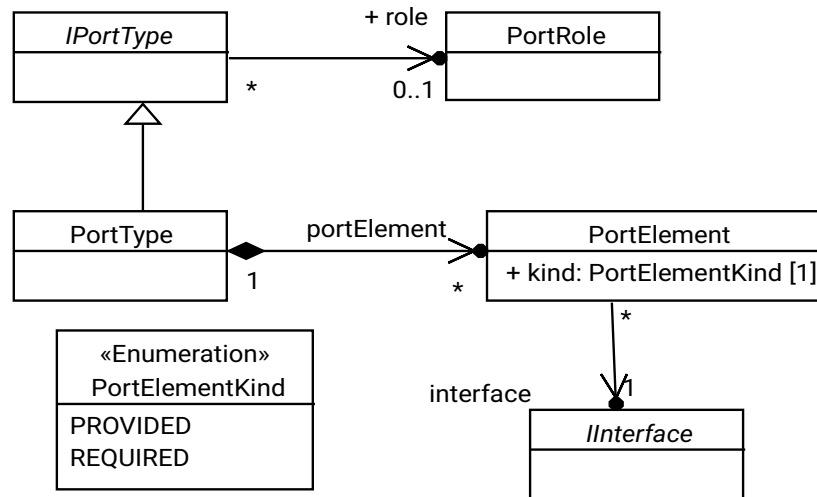 IPortType
+ role
PortRole
*
0..1
PortType
portElement
PortElement
+ kind: PortElementKind [1]
1
*
*
«Enumeration»
PortElementKind
PROVIDED
REQUIRED
interface
1
IInterface